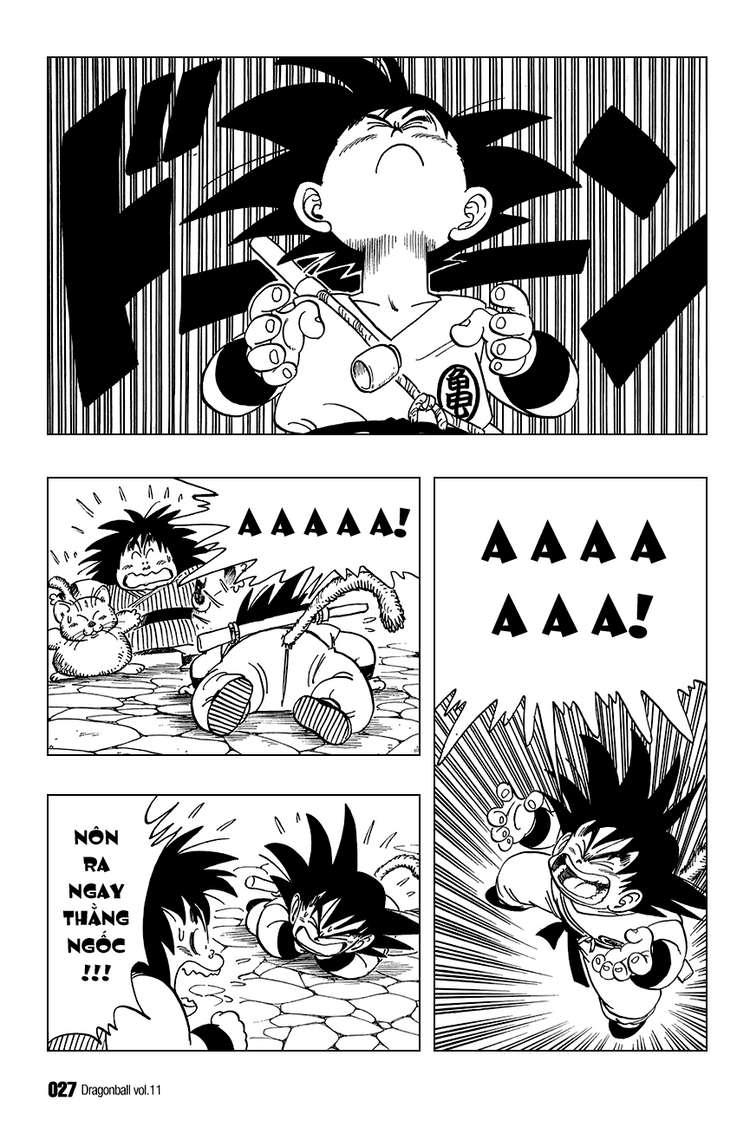 ドーン
亀
AAAAA!
AAAA
AAA!
NÔN
RA
NGAY
THẰNG
NGỐC
!!!
027 Dragonball vol.11